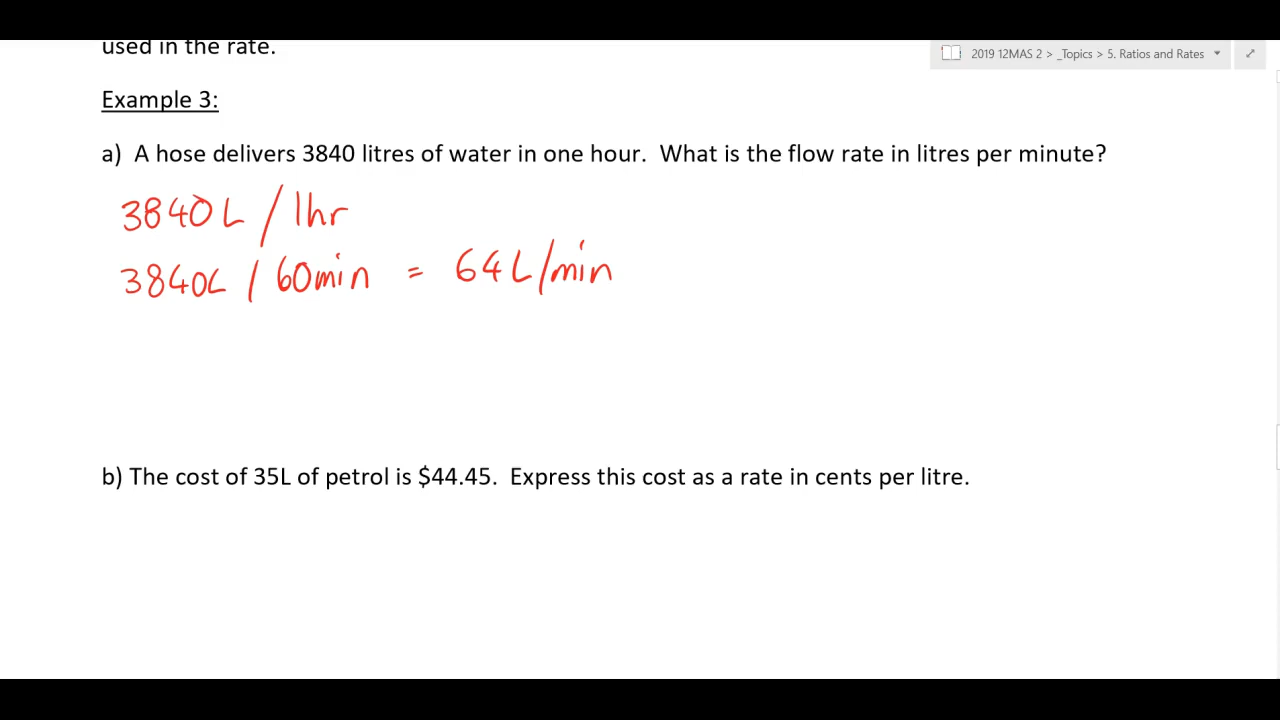 used in the rate.
2019 12MAS 2 > _Topics > 5. Ratios and Rates
Example 3:
a) A hose delivers 3840 litres of water in one hour. What is the flow rate in litres per minute?
3840L / 1hr
3840L / 60min = 64L/min
b) The cost of 35L of petrol is $44.45. Express this cost as a rate in cents per litre.